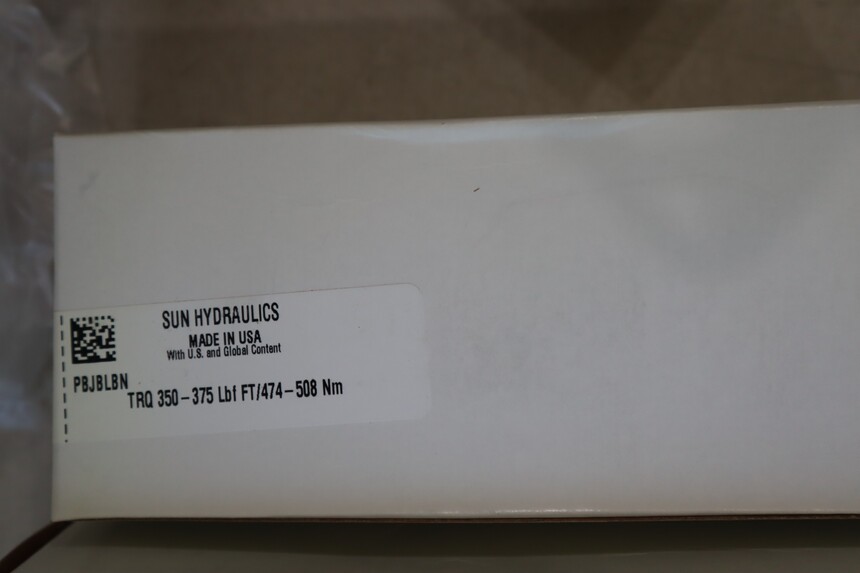 SUN HYDRAULICS
MADE IN USA
With U.S. and Global Content
PBJBLBN
TRQ 350-375 Lbf FT/474-508 Nm